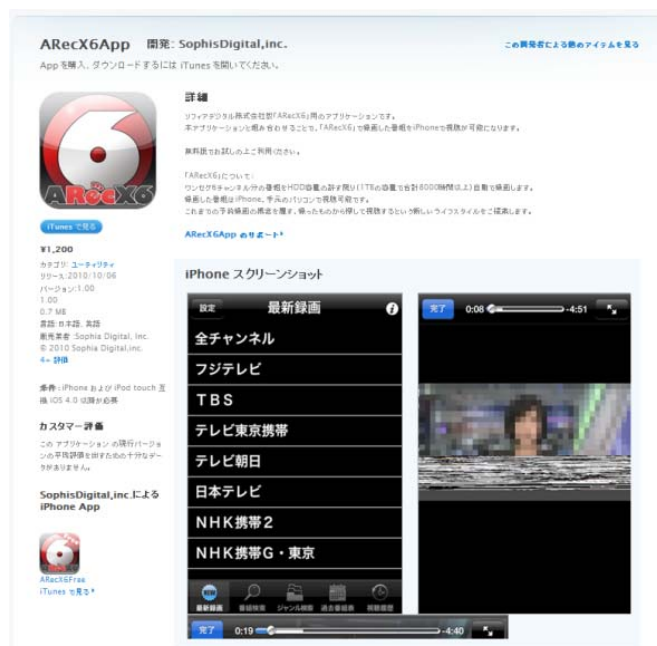 ARecX6App 開発: SophisDigital,inc.
この開発者による他のアイテムを見る
App を購入、ダウンロードするには iTunes を開いてください。
ARecX6
iTunes で見る
¥1,200
カテゴリ: ユーティリティ
リリース: 2010/10/06
バージョン: 1.00
1.00
0.7 MB
言語: 日本語, 英語
販売業者: Sophia Digital, Inc.
© 2010 Sophia Digital,inc.
4+ 評価
条件: iPhone および iPod touch 互
換 iOS 4.0 以降が必要
カスタマー評価
この アプリケーション の現行バージョ
ンの平均評価を出すための十分なデー
タがありません。
SophisDigital,inc.による
iPhone App
ARecX6Free
iTunes で見る
詳細
ソフィアデジタル株式会社製「ARecX6」用のアプリケーションです。
本アプリケーションと組み合わせることで、「ARecX6」で録画した番組をiPhoneで視聴が可能になります。
無料版でお試しの上ご利用ください。
「ARecX6」について:
ワンセグ6チャンネル分の番組をHDD容量の許す限り(1TBの容量で合計8000時間以上)自動で録画します。
録画した番組はiPhone、手元のパソコンで視聴可能です。
これまでの予約録画の概念を覆す、録ったものから探して視聴するという新しいライフスタイルをご提案します。
ARecX6App のサポート
iPhone スクリーンショット
設定 最新録画
全チャンネル
フジテレビ
TBS
テレビ東京携帯
テレビ朝日
日本テレビ
NHK携帯2
NHK携帯G・東京
NEW
最新録画 番組検索 ジャンル検索 過去番組表 視聴履歴
完了 0:08 -4:51
完了 0:19 -4:40